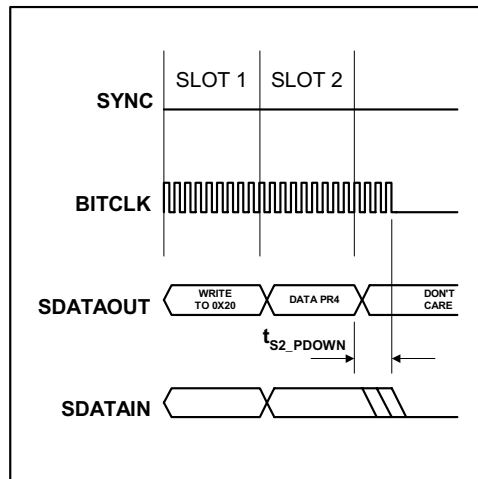 SLOT 1 SLOT 2
SYNC
BITCLK
SDATAOUT
WRITE
TO 0X20
DATA PR4
DON'T
CARE
tS2_PDOWN
SDATAIN